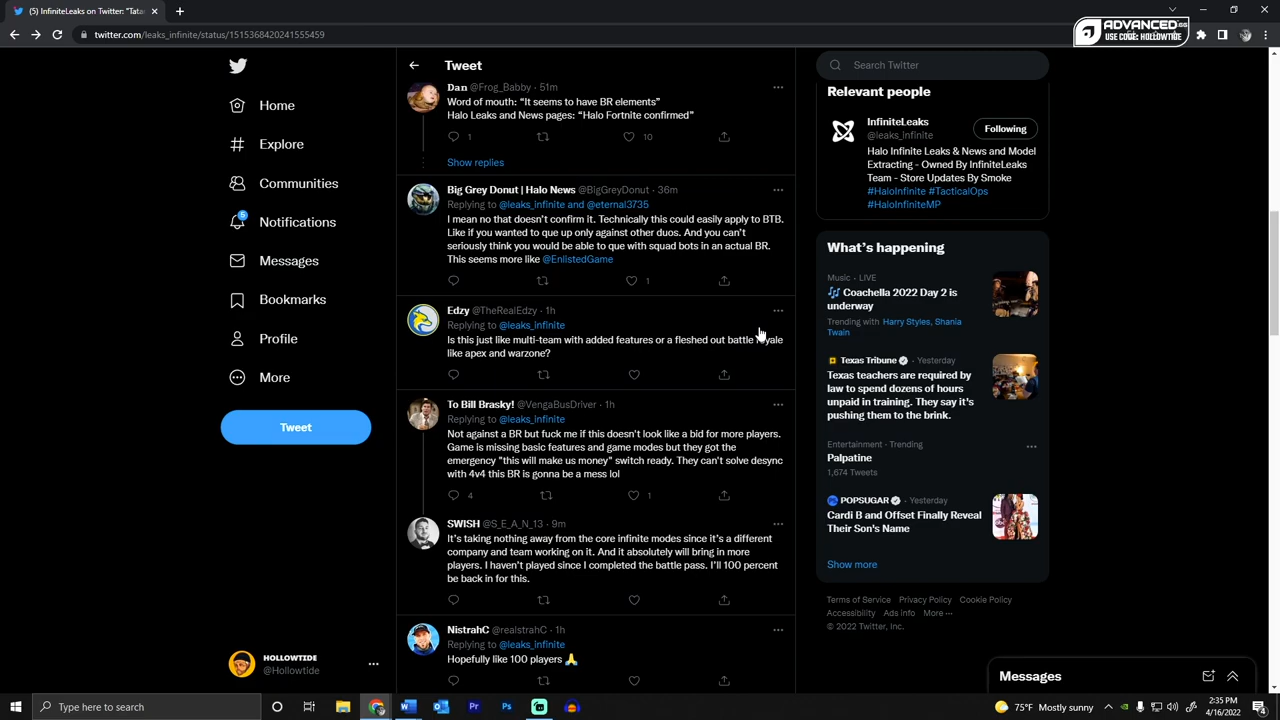 (5) InfiniteLeaks on Twitter: "Tata
twitter.com/leaks_infinite/status/1515368420241555459
ADVANCED.GG
USE CODE: HOLLOWTIDE
Home
Explore
Communities
5
Notifications
Messages
Bookmarks
Profile
More
Tweet
HOLLOWTIDE
@Hollowtide
Tweet
Dan @Frog_Babby · 51m
Word of mouth: “It seems to have BR elements”
Halo Leaks and News pages: “Halo Fortnite confirmed”
1 10
Show replies
Big Grey Donut | Halo News @BigGreyDonut · 36m
Replying to @leaks_infinite and @eternal3735
I mean no that doesn’t confirm it. Technically this could easily apply to BTB.
Like if you wanted to que up only against other duos. And you can’t
seriously think you would be able to que with squad bots in an actual BR.
This seems more like @EnlistedGame
1
Edzy @TheRealEdzy · 1h
Replying to @leaks_infinite
Is this just like multi-team with added features or a fleshed out battle royale
like apex and warzone?
To Bill Brasky! @VengaBusDriver · 1h
Replying to @leaks_infinite
Not against a BR but fuck me if this doesn’t look like a bid for more players.
Game is missing basic features and game modes but they got the
emergency "this will make us money" switch ready. They can’t solve desync
with 4v4 this BR is gonna be a mess lol
4 1
SWISH @S_E_A_N_13 · 9m
It’s taking nothing away from the core infinite modes since it’s a different
company and team working on it. And it absolutely will bring in more
players. I haven’t played since I completed the battle pass. I’ll 100 percent
be back in for this.
NistrahC @realstrahC · 1h
Replying to @leaks_infinite
Hopefully like 100 players 🙏
Search Twitter
Relevant people
InfiniteLeaks
@leaks_infinite
Following
Halo Infinite Leaks & News and Model
Extracting - Owned By InfiniteLeaks
Team - Store Updates By Smoke
#HaloInfinite #TacticalOps
#HaloInfiniteMP
What’s happening
Music · LIVE
🎶 Coachella 2022 Day 2 is
underway
Trending with Harry Styles, Shania
Twain
Texas Tribune · Yesterday
Texas teachers are required by
law to spend dozens of hours
unpaid in training. They say it’s
pushing them to the brink.
Entertainment · Trending
Palpatine
1,674 Tweets
POPSUGAR · Yesterday
Cardi B and Offset Finally Reveal
Their Son's Name
Show more
Terms of Service Privacy Policy Cookie Policy
Accessibility Ads info More ···
© 2022 Twitter, Inc.
Messages
Type here to search
75°F Mostly sunny
2:35 PM
4/16/2022